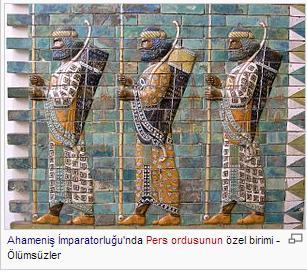 Ahameniş İmparatorluğu'nda Pers ordusunun özel birimi -
Ölümsüzler